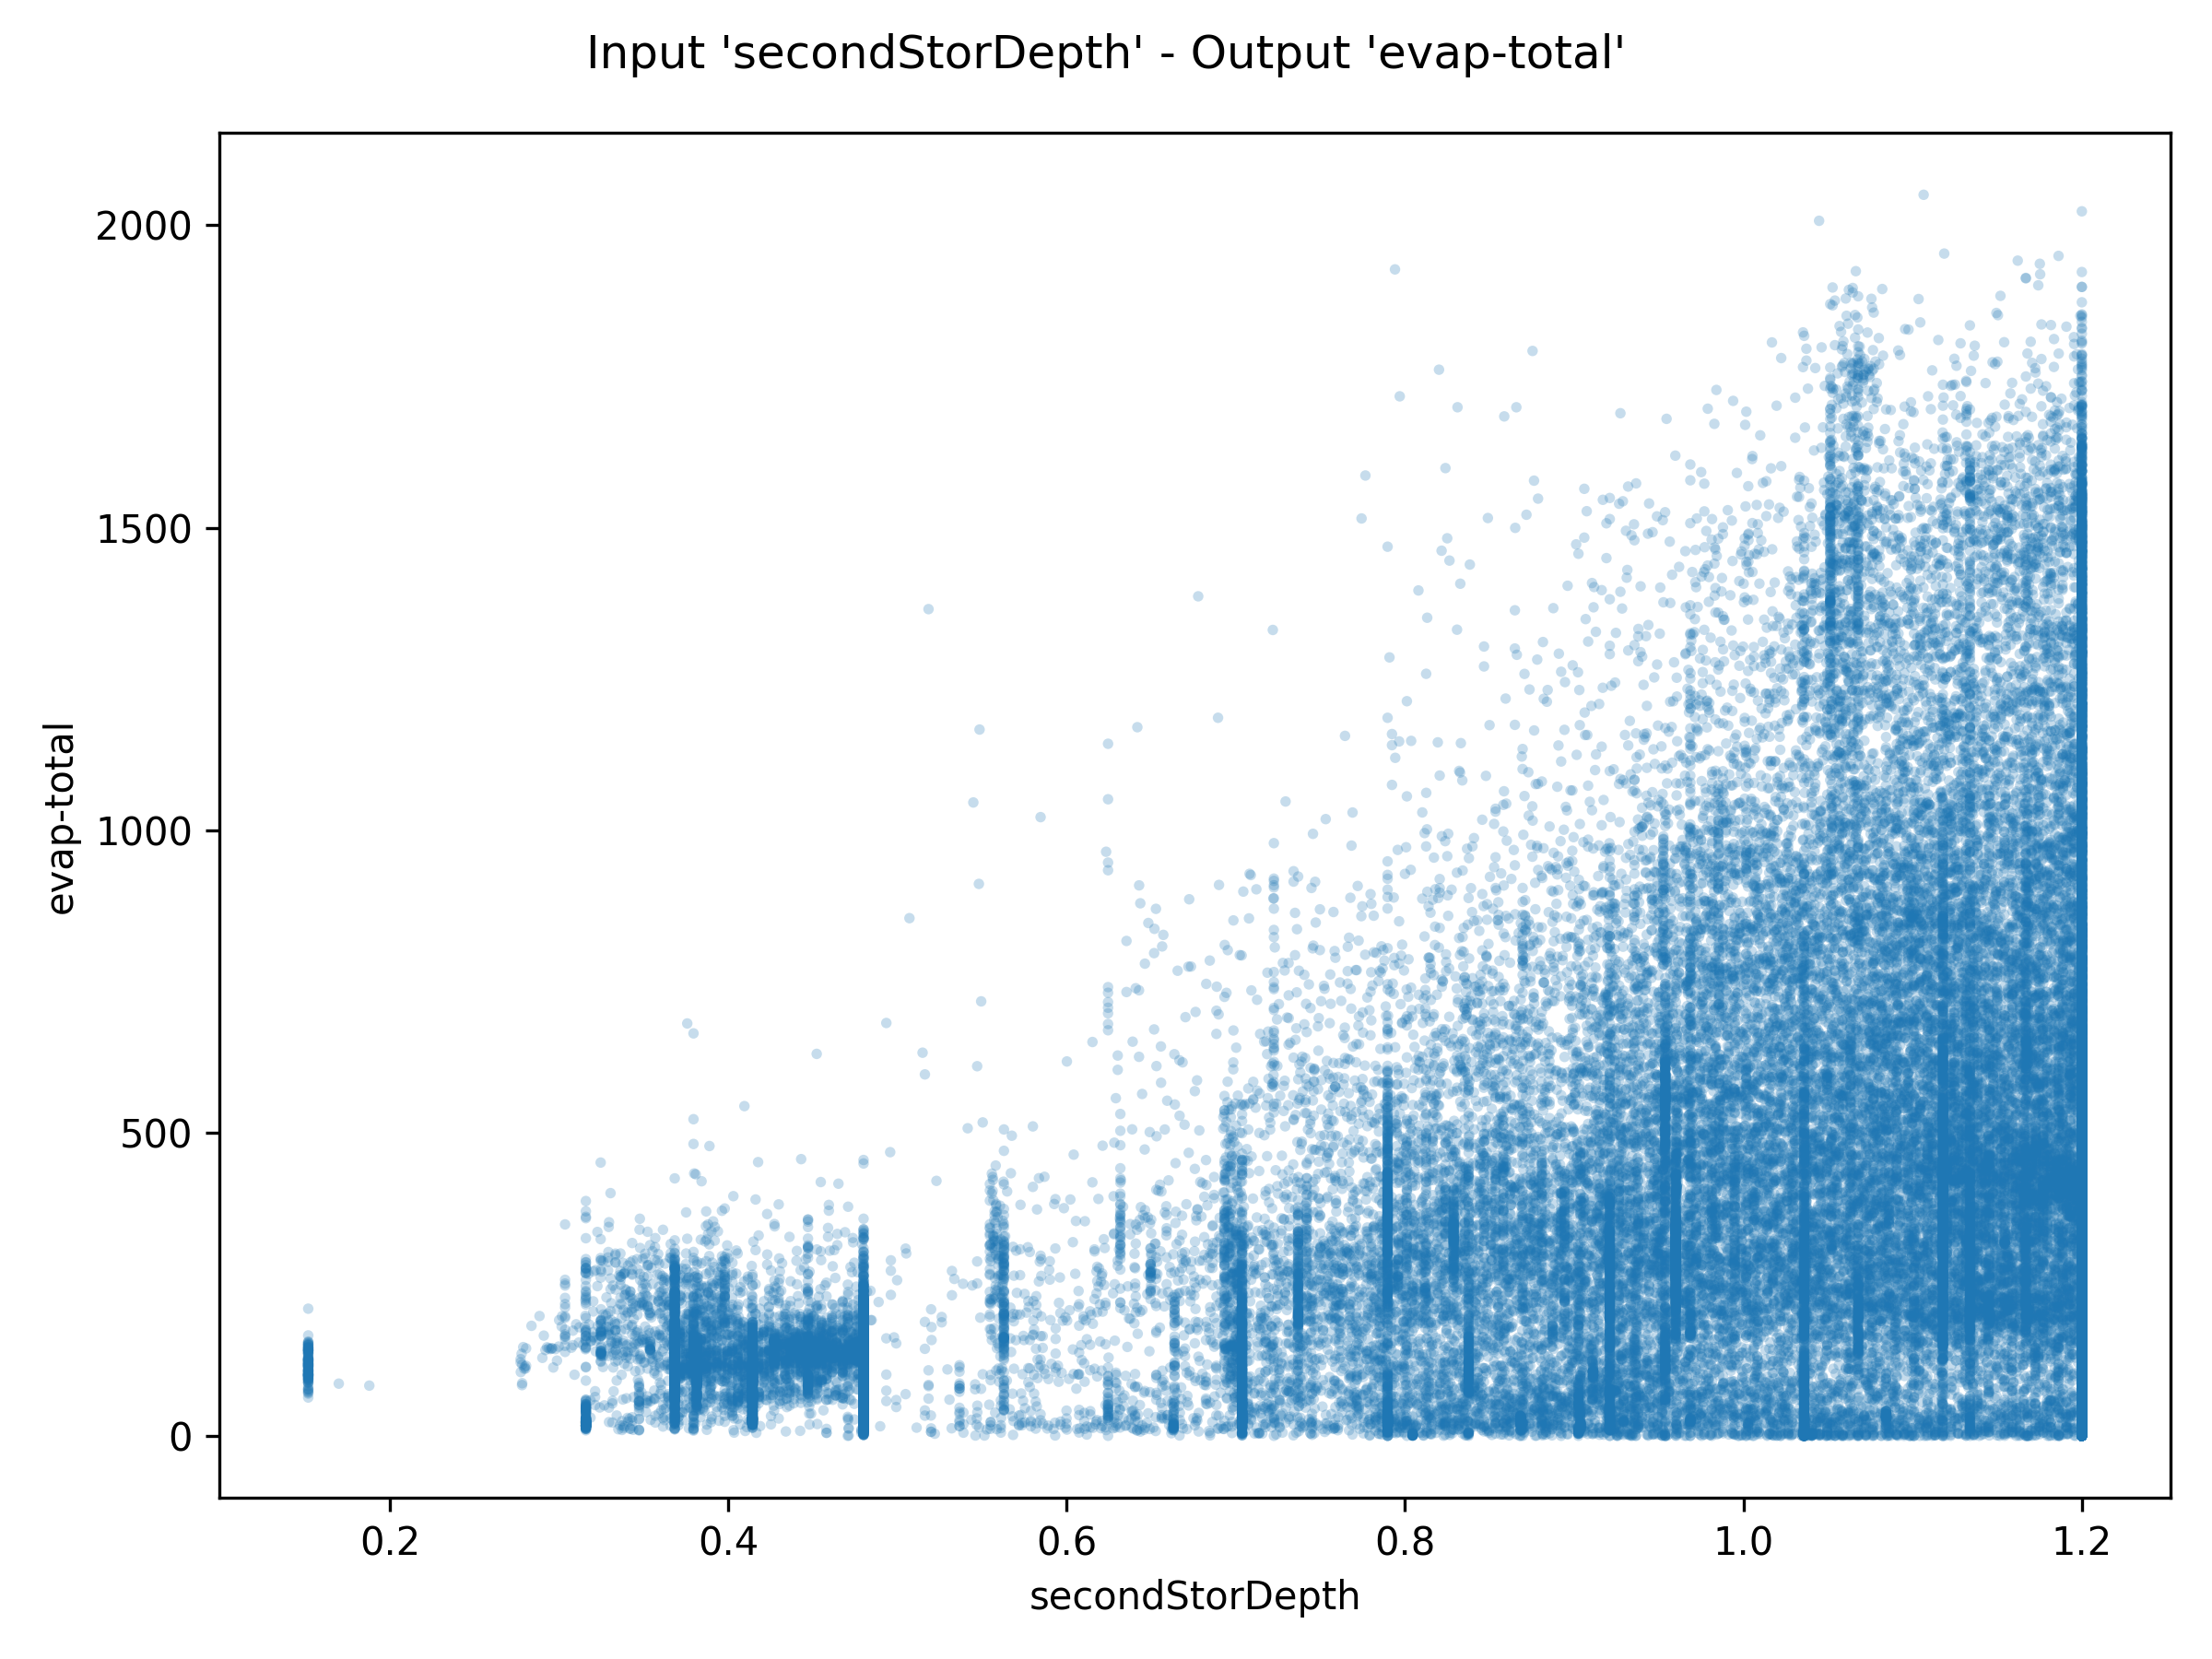 Input 'secondStorDepth' - Output 'evap-total'
2000
1500
1000
500
0
evap-total
0.2 0.4 0.6 0.8 1.0 1.2
secondStorDepth